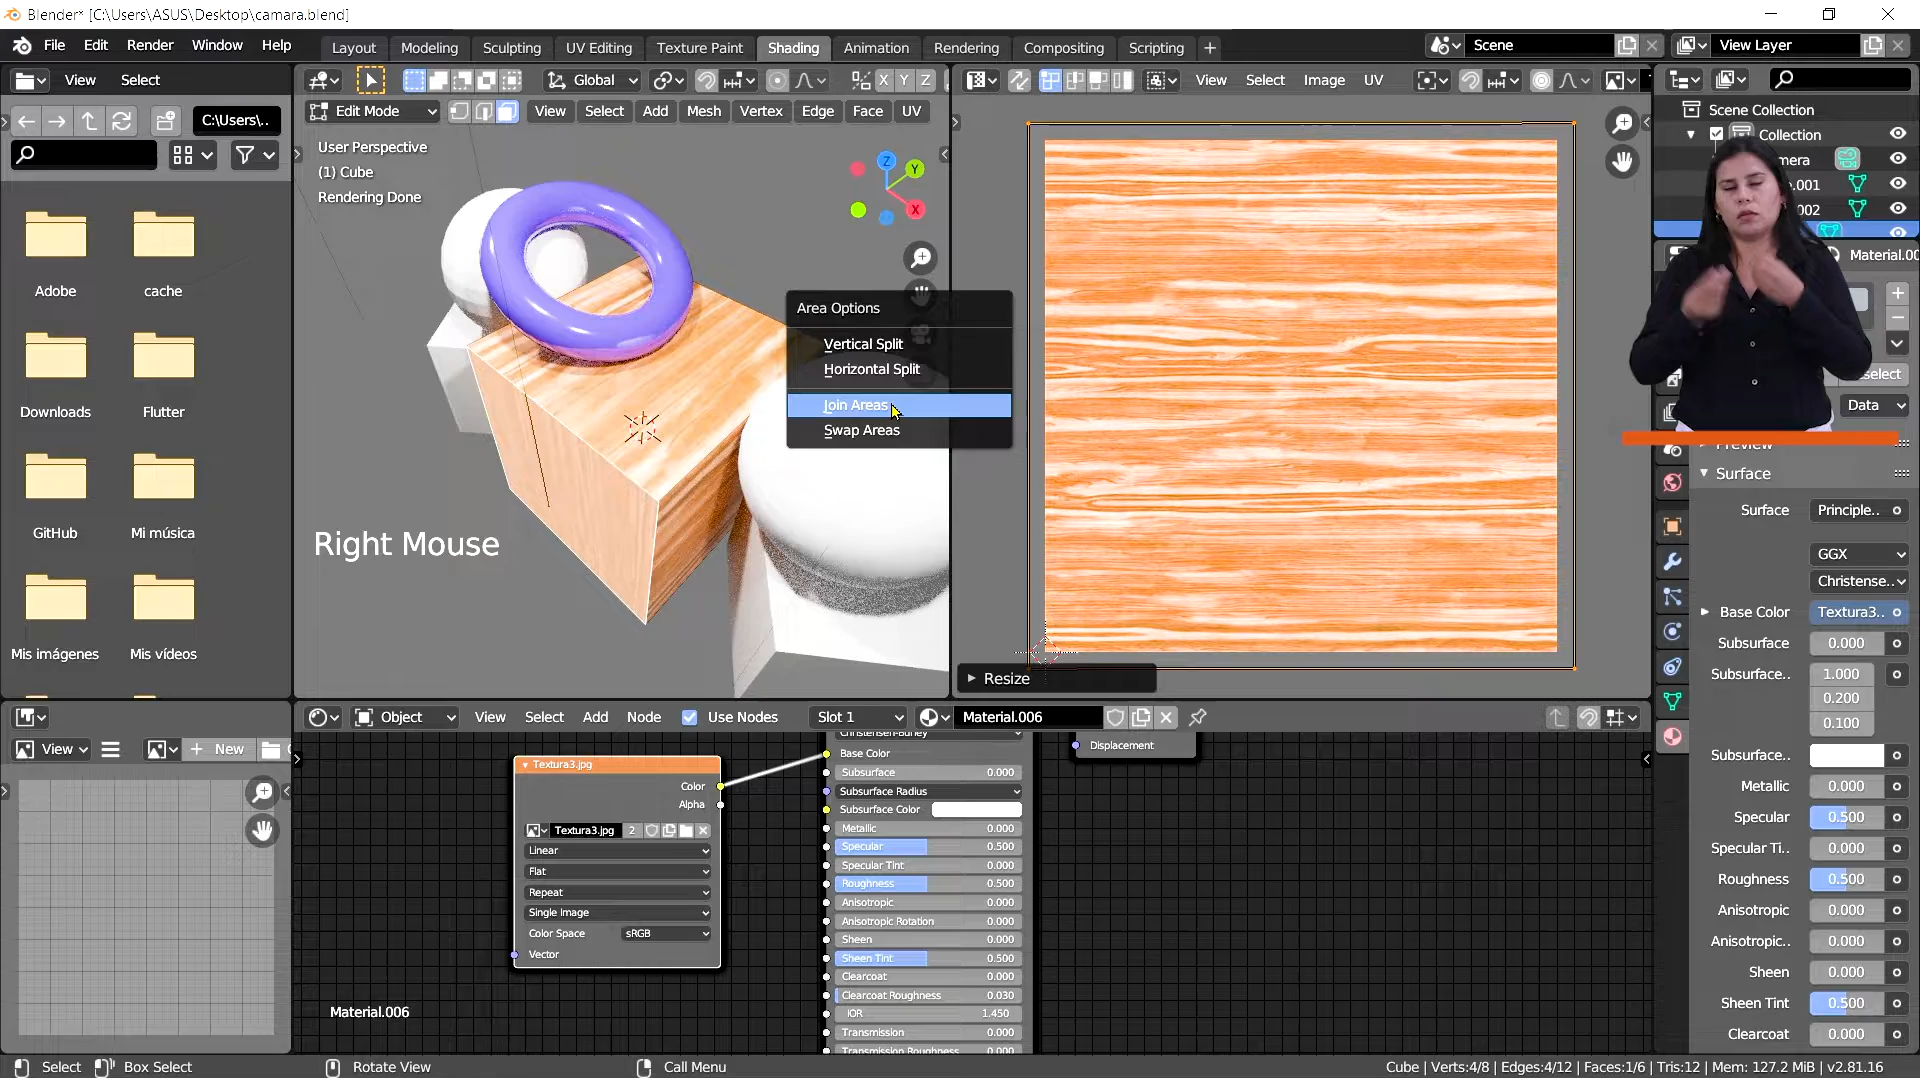 Blender* [C:\Users\ASUS\Desktop\camara.blend]
File Edit Render Window Help
Layout Modeling Sculpting UV Editing Texture Paint Shading Animation Rendering Compositing Scripting
Scene
View Layer
View Select
C:\Users\..
Adobe cache
Downloads Flutter
GitHub Mi música
Mis imágenes Mis vídeos
Global
Edit Mode View Select Add Mesh Vertex Edge Face UV
X Y Z
User Perspective
(1) Cube
Rendering Done
Z
Y
X
Right Mouse
Area Options
Vertical Split
Horizontal Split
Join Areas
Swap Areas
View Select Image UV
Resize
Scene Collection
Collection
mera
.001
002
Material.00
select
Data
Preview
Surface
Surface Principle..
GGX
Christense..
Base Color Textura3..
Subsurface 0.000
Subsurface.. 1.000
0.200
0.100
Subsurface..
Metallic 0.000
Specular 0.500
Specular Ti.. 0.000
Roughness 0.500
Anisotropic 0.000
Anisotropic.. 0.000
Sheen 0.000
Sheen Tint 0.500
Clearcoat 0.000
View New
Object View Select Add Node Use Nodes Slot 1 Material.006
Textura3.jpg
Color
Alpha
Textura3.jpg 2
Linear
Flat
Repeat
Single Image
Color Space sRGB
Vector
Material.006
Christensen-Burley
Base Color
Subsurface 0.000
Subsurface Radius
Subsurface Color
Metallic 0.000
Specular 0.500
Specular Tint 0.000
Roughness 0.500
Anisotropic 0.000
Anisotropic Rotation 0.000
Sheen 0.000
Sheen Tint 0.500
Clearcoat 0.000
Clearcoat Roughness 0.030
IOR 1.450
Transmission 0.000
Transmission Roughness 0.000
Displacement
Select Box Select Rotate View Call Menu
Cube | Verts:4/8 | Edges:4/12 | Faces:1/6 | Tris:12 | Mem: 127.2 MiB | v2.81.16